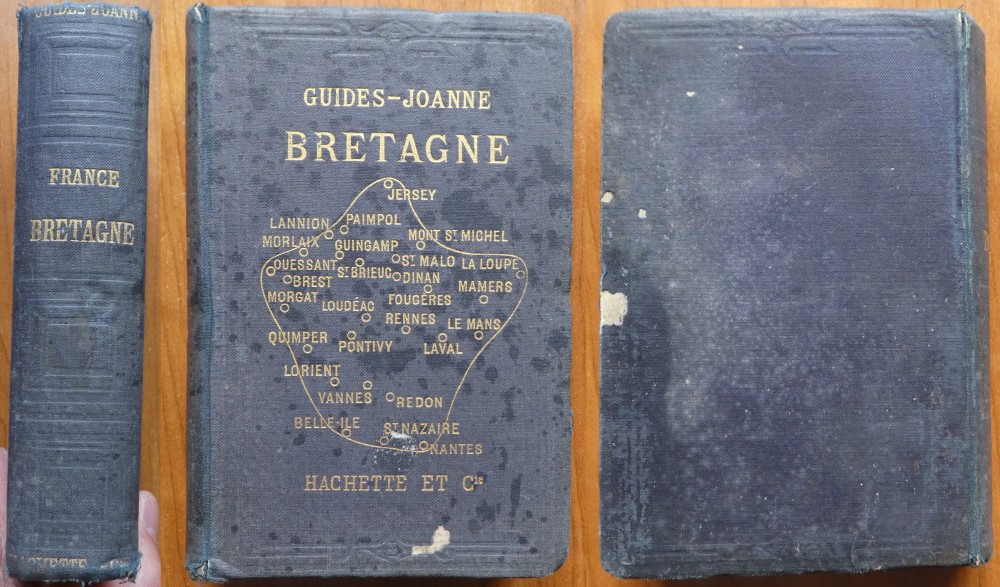 GUIDES-JOANN
FRANCE
BRETAGNE
HACHETTE
GUIDES-JOANNE
BRETAGNE
JERSEY
LANNION
PAIMPOL
MORLAIX
GUINGAMP
MONT ST MICHEL
OUESSANT
ST BRIEUC
ST MALO
LA LOUPE
BREST
DINAN
MAMERS
MORGAT
LOUDÉAC
FOUGÈRES
RENNES
LE MANS
QUIMPER
PONTIVY
LAVAL
LORIENT
VANNES
REDON
BELLE-ILE
ST NAZAIRE
NANTES
HACHETTE ET Cie